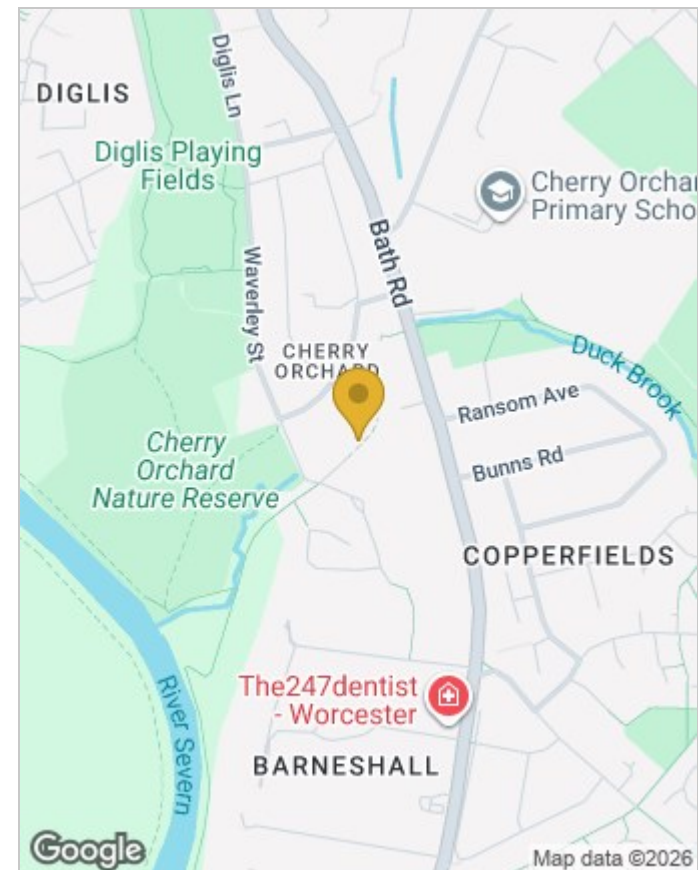 DIGLIS
Diglis Ln
Diglis Playing
Fields
Cherry Orchar
Primary Scho
Bath Rd
Waverley St
CHERRY
ORCHARD
Duck Brook
Ransom Ave
Bunns Rd
Cherry
Orchard
Nature Reserve
COPPERFIELDS
River Severn
The247dentist
- Worcester
BARNESHALL
Google
Map data ©2026